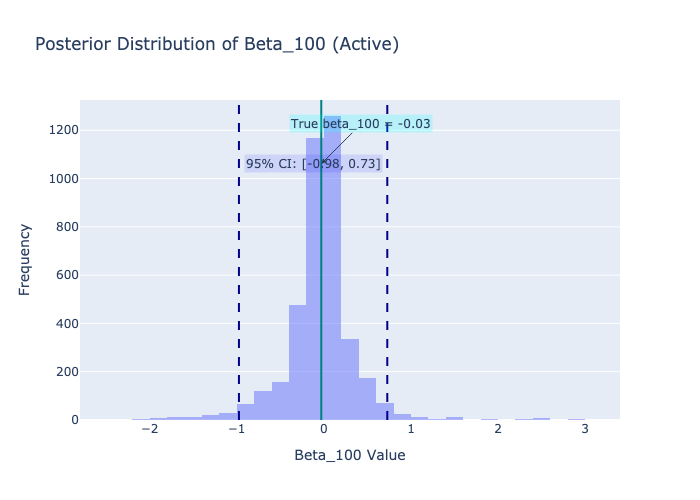 Posterior Distribution of Beta_100 (Active)
True beta_100 = -0.03
95% CI: [-0.98, 0.73]
1200
1000
800
600
400
200
0
Frequency
−2
−1
0
1
2
3
Beta_100 Value